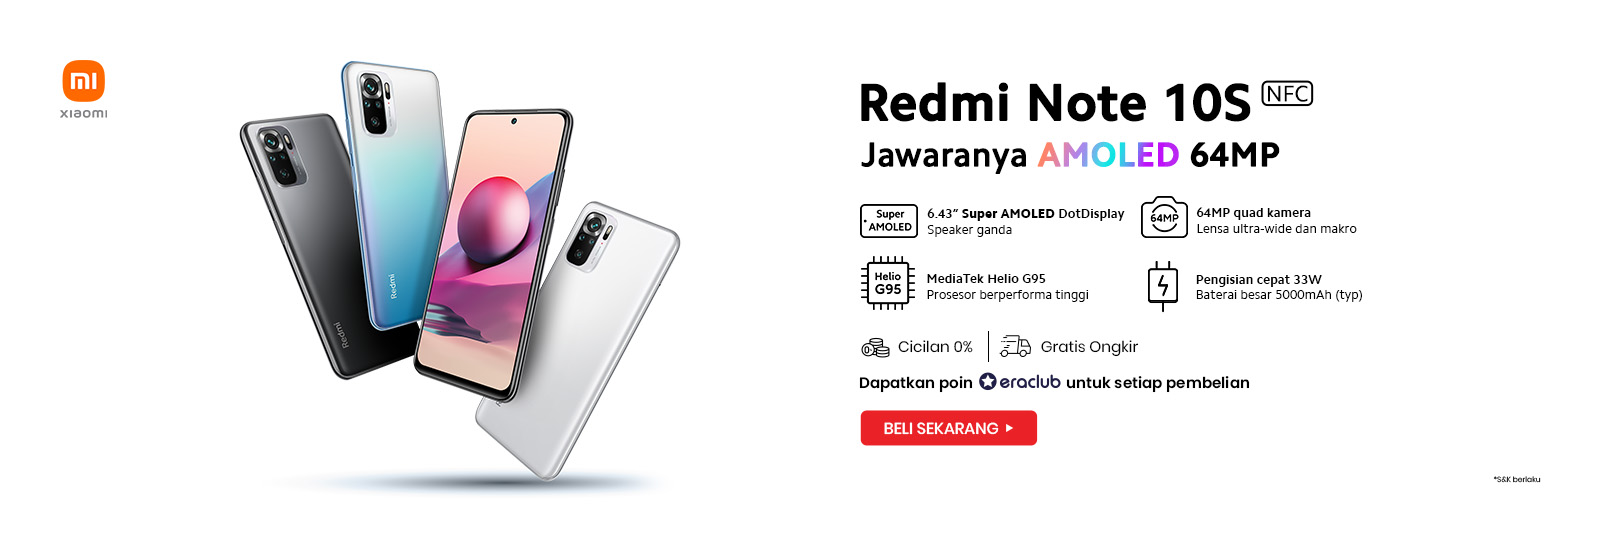 xiaomi
Redmi
Redmi
Redmi Note 10S NFC
Jawaranya AMOLED 64MP
Super
AMOLED
6.43” Super AMOLED DotDisplay
Speaker ganda
64MP
64MP quad kamera
Lensa ultra-wide dan makro
Helio
G95
MediaTek Helio G95
Prosesor berperforma tinggi
Pengisian cepat 33W
Baterai besar 5000mAh (typ)
Cicilan 0%
Gratis Ongkir
Dapatkan poin eraclub untuk setiap pembelian
BELI SEKARANG
*S&K berlaku